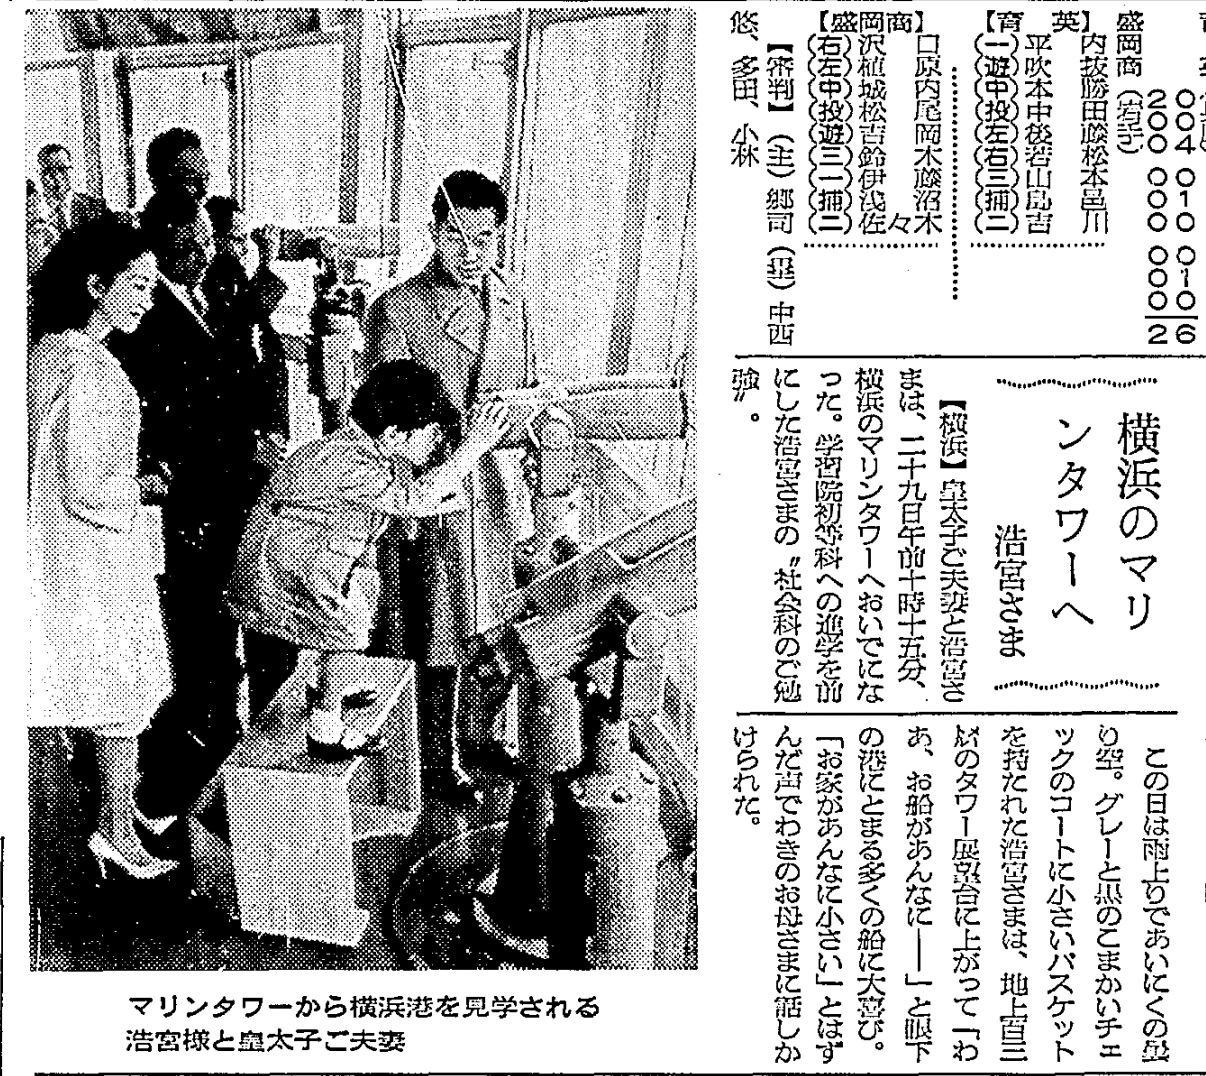 育英
004 010 010 6
盛岡商（岩手）
200 000 000 2
【育英】
(一)平内
(遊)吹抜
(中)本勝
(投)中田
(左)後藤
(右)若松
(三)山本
(捕)島邑
(二)吉川
【盛岡商】
(右)沢口
(左)植原
(中)城内
(投)松尾
(遊)吉岡
(三)鈴木
(一)伊藤
(捕)浅沼
(二)佐々木
【審判】（主）郷司（塁）中西
悠、多田、小林
横浜のマリ
ンタワーへ
浩宮さま
【横浜】皇太子ご夫妻と浩宮さ
まは、二十九日午前十時十五分、
横浜のマリンタワーへおいでにな
った。学習院初等科への進学を前
にした浩宮さまの〝社会科のご勉
強〟。
この日は雨上りであいにくの曇
り空。グレーと黒のこまかいチェ
ックのコートに小さいバスケット
を持たれた浩宮さまは、地上百三
㍍のタワー展望台に上がって「わ
あ、お船があんなに――」と眼下
の港にとまる多くの船に大喜び。
「お家があんなに小さい」とはず
んだ声でわきのお母さまに話しか
けられた。
マリンタワーから横浜港を見学される
浩宮様と皇太子ご夫妻